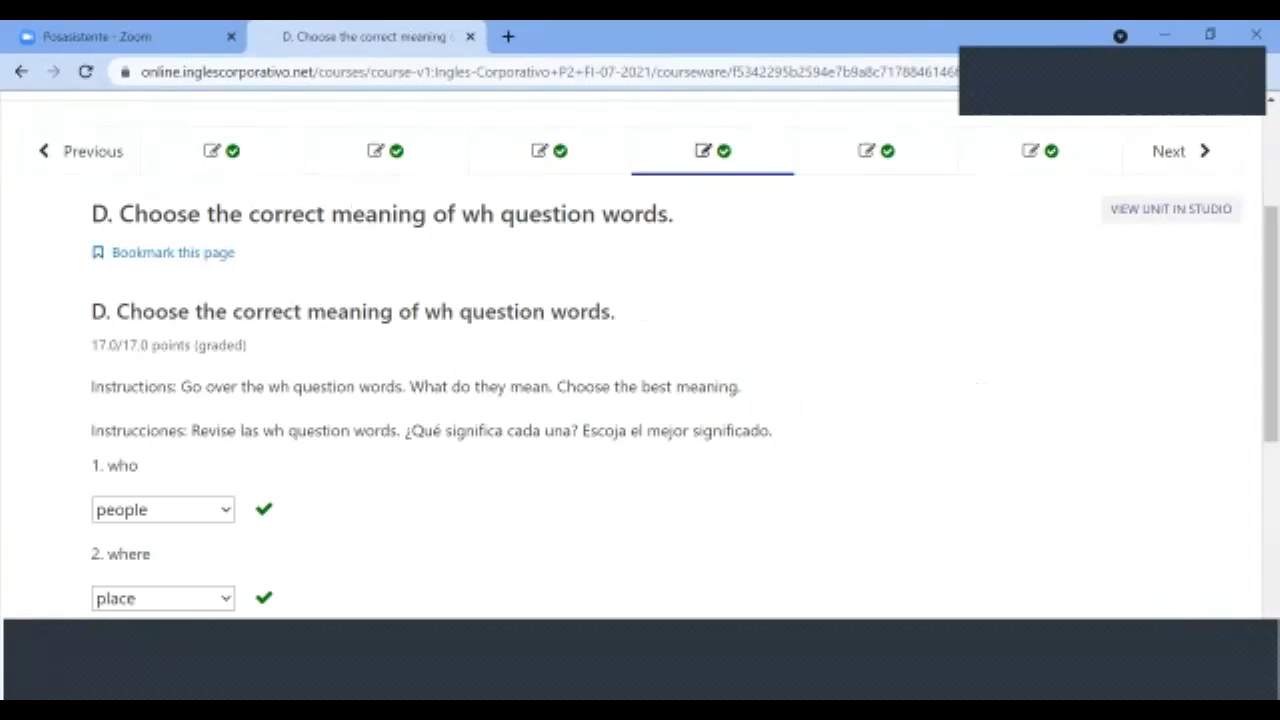 Posasistente - Zoom
D. Choose the correct meaning
online.inglescorporativo.net/courses/course-v1:Ingles-Corporativo+P2+FI-07-2021/courseware/f5342295b2594e7b9a8c7178846146
Previous
Next
D. Choose the correct meaning of wh question words.
VIEW UNIT IN STUDIO
Bookmark this page
D. Choose the correct meaning of wh question words.
17.0/17.0 points (graded)
Instructions: Go over the wh question words. What do they mean. Choose the best meaning.
Instrucciones: Revise las wh question words. ¿Qué significa cada una? Escoja el mejor significado.
1. who
people
2. where
place